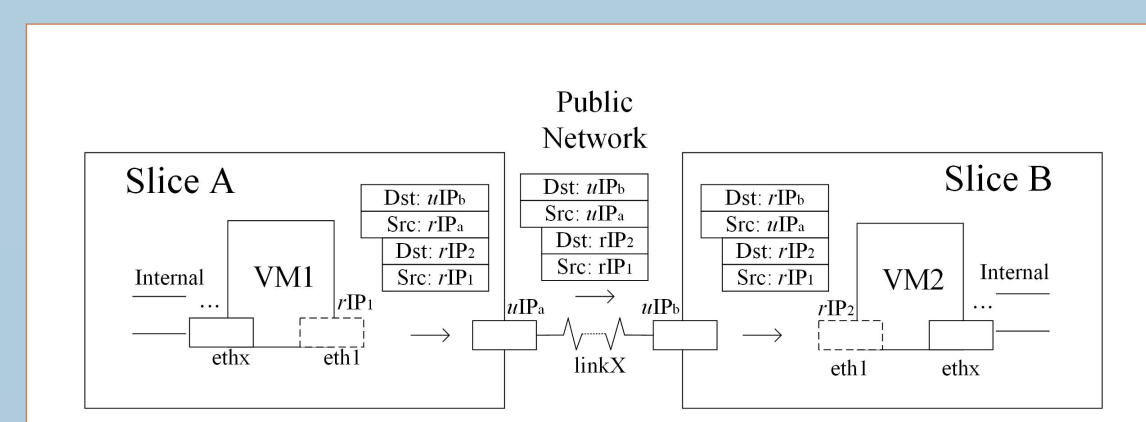 Public
Network
Slice A
Slice B
Dst: uIPb
Src: rIPa
Dst: rIP2
Src: rIP1
Dst: uIPb
Src: uIPa
Dst: rIP2
Src: rIP1
Dst: rIPb
Src: uIPa
Dst: rIP2
Src: rIP1
Internal
...
VM1
rIP1
ethx
eth1
uIPa
linkX
uIPb
rIP2
VM2
...
Internal
eth1
ethx